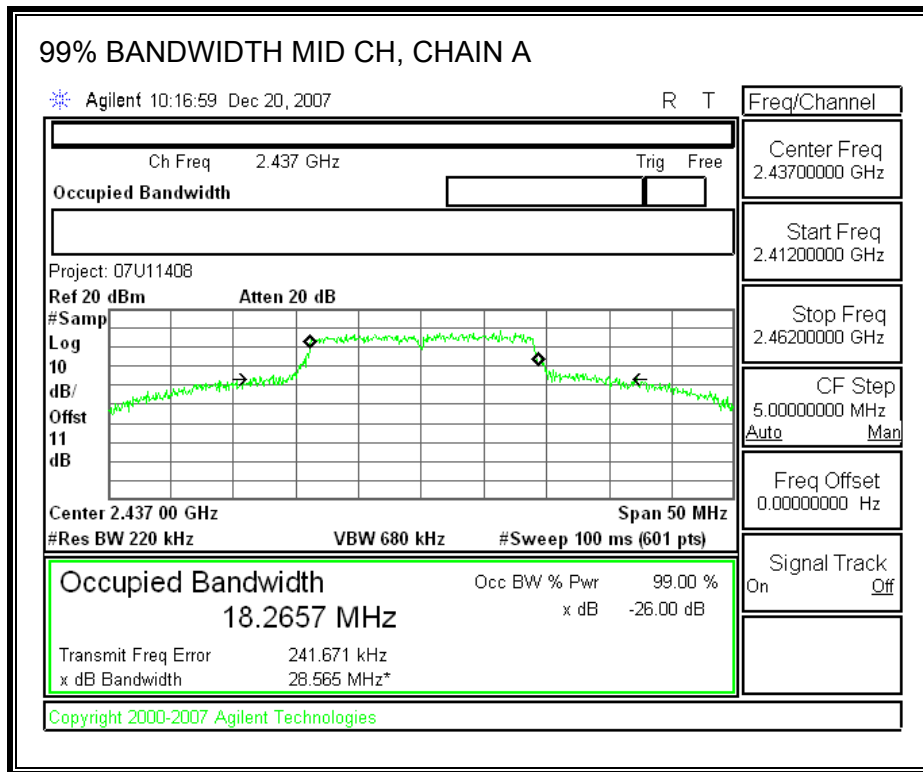 99% BANDWIDTH MID CH, CHAIN A
Agilent 10:16:59 Dec 20, 2007 R T
Freq/Channel
Ch Freq 2.437 GHz Trig Free
Occupied Bandwidth
Center Freq
2.43700000 GHz
Start Freq
2.41200000 GHz
Stop Freq
2.46200000 GHz
CF Step
5.00000000 MHz
Auto Man
Freq Offset
0.00000000 Hz
Signal Track
On Off
Project: 07U11408
Ref 20 dBm Atten 20 dB
#Samp
Log
10
dB/
Offst
11
dB
Center 2.437 00 GHz Span 50 MHz
#Res BW 220 kHz VBW 680 kHz #Sweep 100 ms (601 pts)
Occupied Bandwidth
18.2657 MHz
Occ BW % Pwr 99.00 %
x dB -26.00 dB
Transmit Freq Error 241.671 kHz
x dB Bandwidth 28.565 MHz*
Copyright 2000-2007 Agilent Technologies